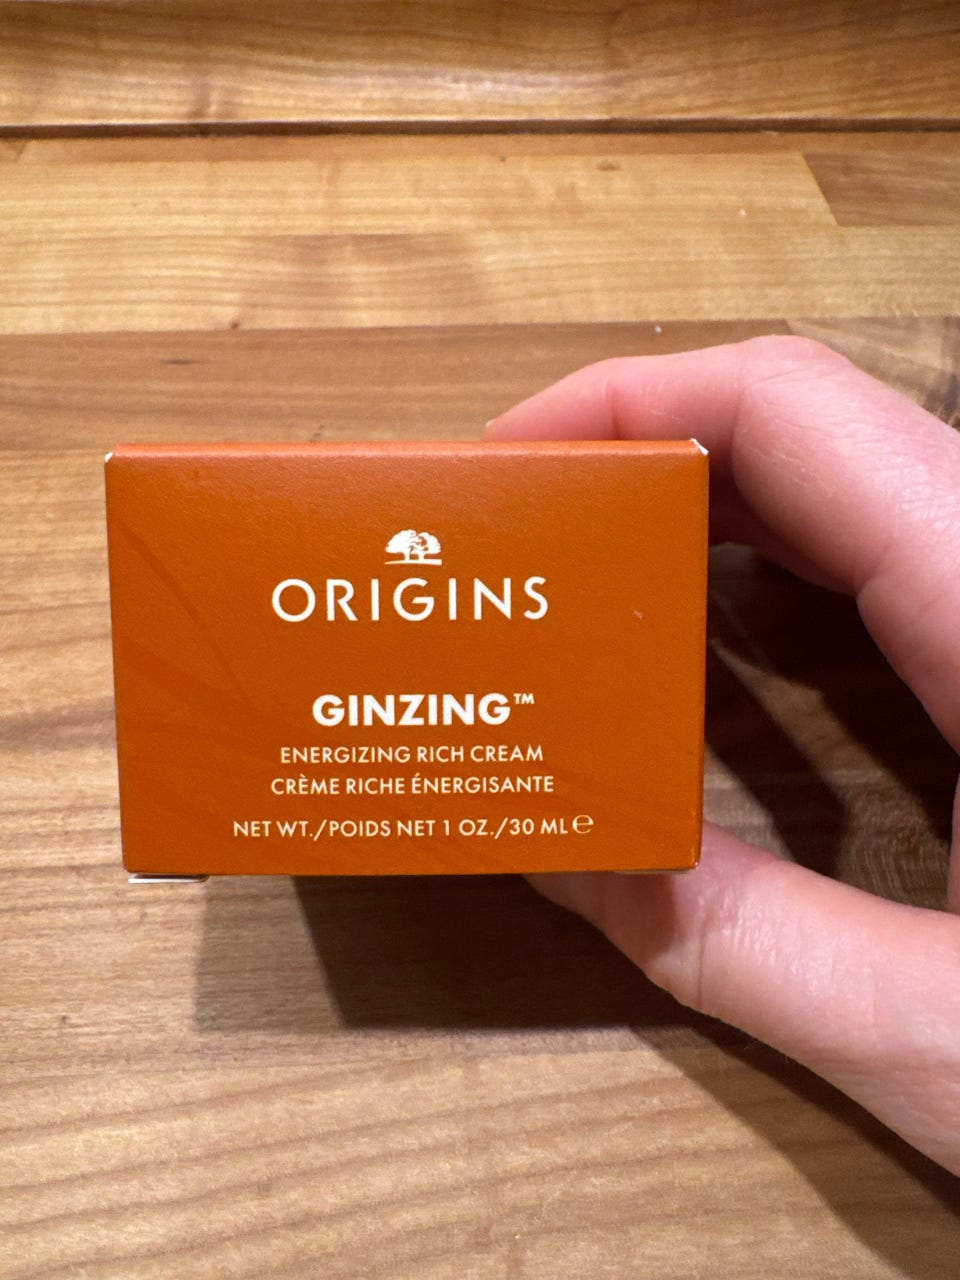 ORIGINS
GINZING™
ENERGIZING RICH CREAM
CRÈME RICHE ÉNERGISANTE
NET WT./POIDS NET 1 OZ./30 ML ℮